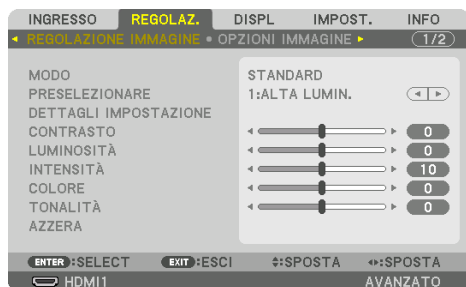 INGRESSO REGOLAZ. DISPL IMPOST. INFO
REGOLAZIONE IMMAGINE • OPZIONI IMMAGINE 1/2
MODO STANDARD
PRESELEZIONARE 1:ALTA LUMIN.
DETTAGLI IMPOSTAZIONE
CONTRASTO 0
LUMINOSITÀ 0
INTENSITÀ 10
COLORE 0
TONALITÀ 0
AZZERA
ENTER:SELECT EXIT:ESCI :SPOSTA :SPOSTA
HDMI1 AVANZATO